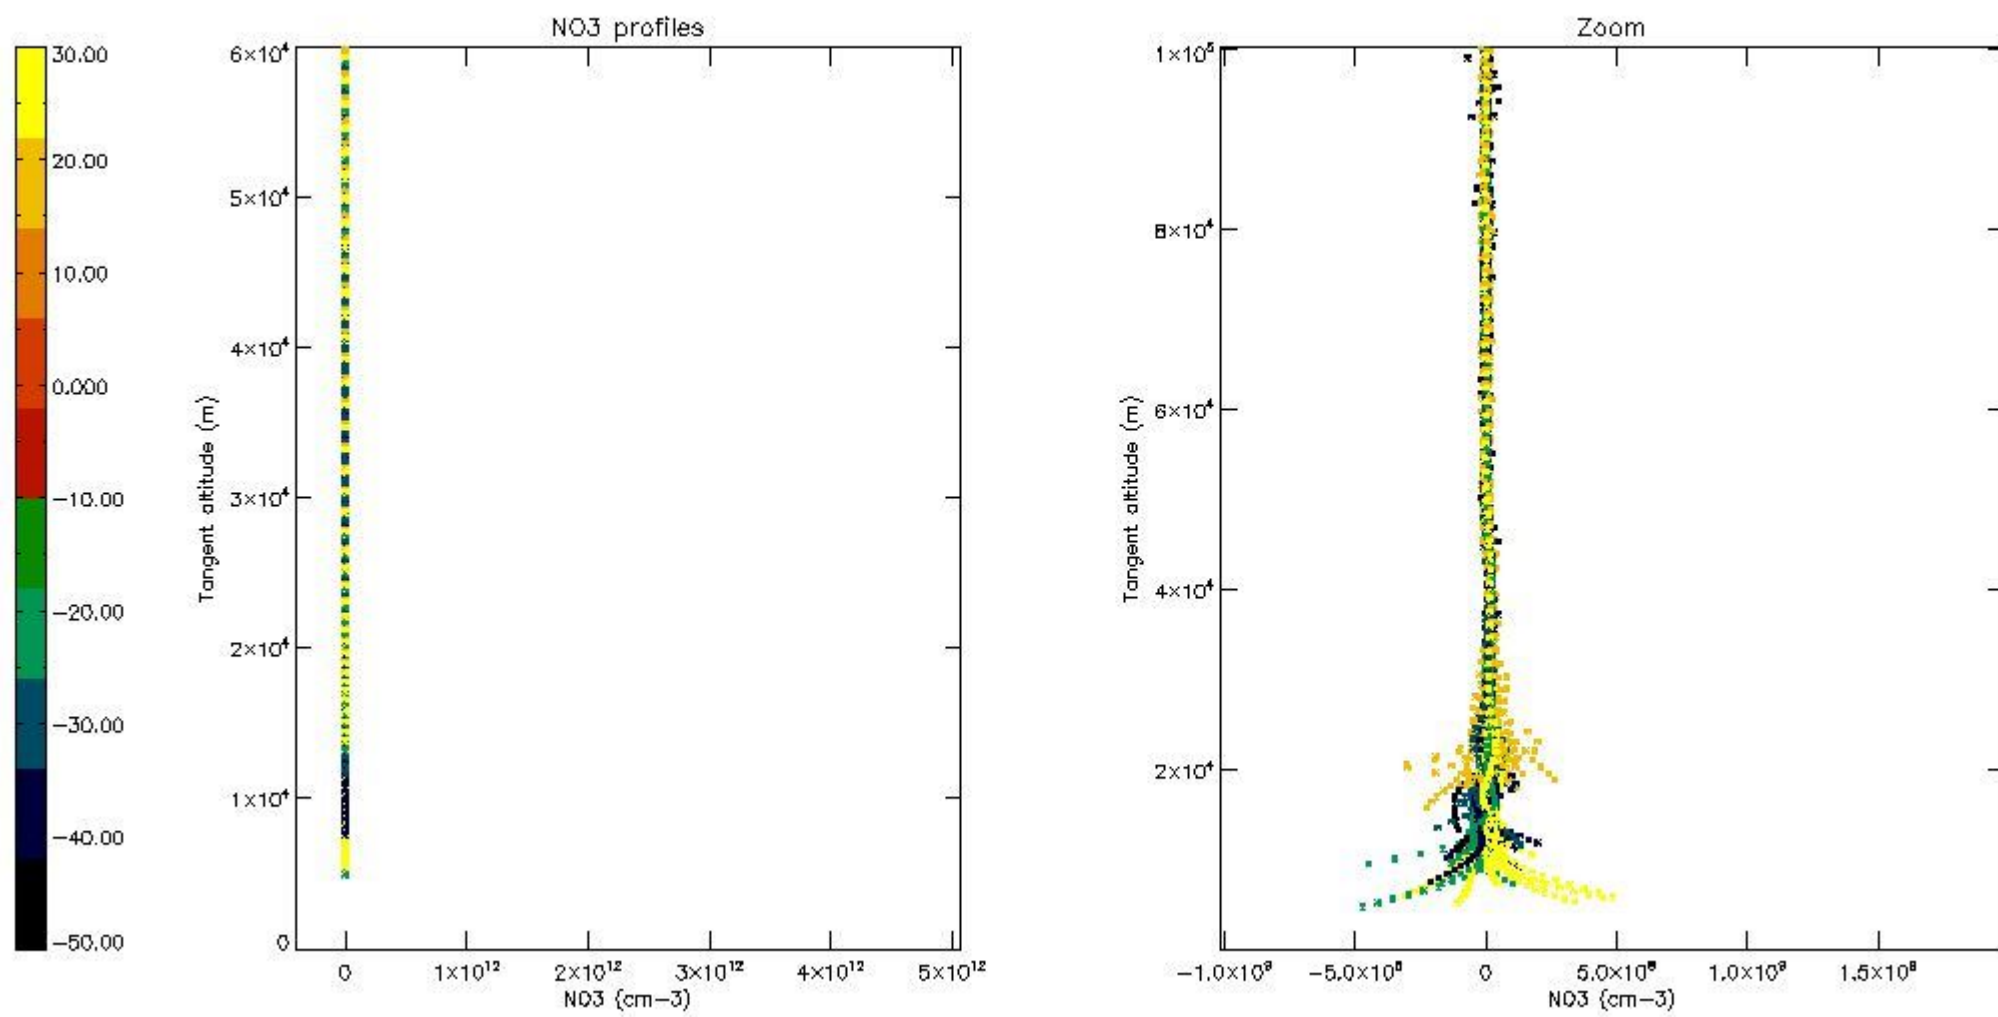 NO3 profiles
30.00
20.00
10.00
0.000
−10.00
−20.00
−30.00
−40.00
−50.00
6×10⁴
5×10⁴
4×10⁴
3×10⁴
2×10⁴
1×10⁴
0
Tangent altitude (m)
0 1×10¹² 2×10¹² 3×10¹² 4×10¹² 5×10¹²
NO3 (cm−3)
Zoom
1×10⁵
8×10⁴
6×10⁴
4×10⁴
2×10⁴
Tangent altitude (m)
−1.0×10⁹ −5.0×10⁸ 0 5.0×10⁸ 1.0×10⁹ 1.5×10⁹
NO3 (cm−3)